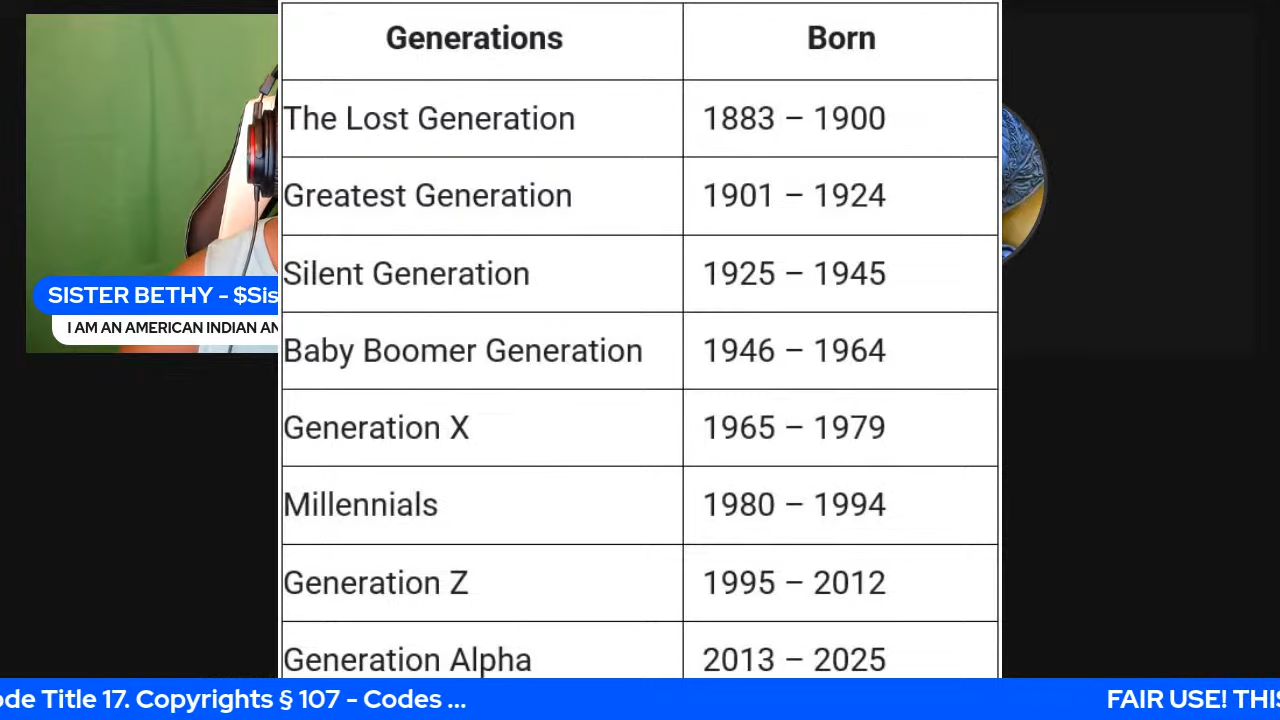 Generations Born
The Lost Generation 1883 – 1900
Greatest Generation 1901 – 1924
Silent Generation 1925 – 1945
Baby Boomer Generation 1946 – 1964
Generation X 1965 – 1979
Millennials 1980 – 1994
Generation Z 1995 – 2012
Generation Alpha 2013 – 2025
SISTER BETHY - $Sis
I AM AN AMERICAN INDIAN AN
ode Title 17. Copyrights § 107 - Codes ... FAIR USE! THIS